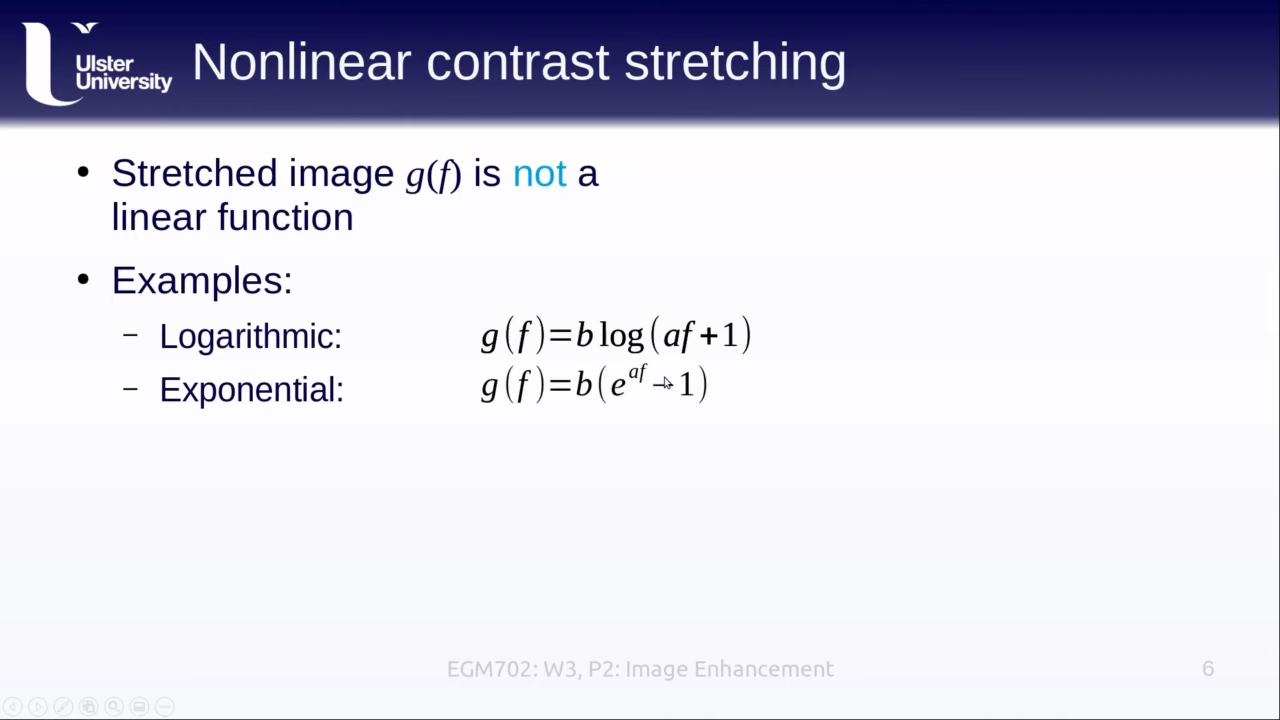 Ulster
University
Nonlinear contrast stretching
• Stretched image g(f) is not a
linear function
• Examples:
– Logarithmic: g(f)=b log(af+1)
– Exponential: g(f)=b(e^af−1)
EGM702: W3, P2: Image Enhancement
6